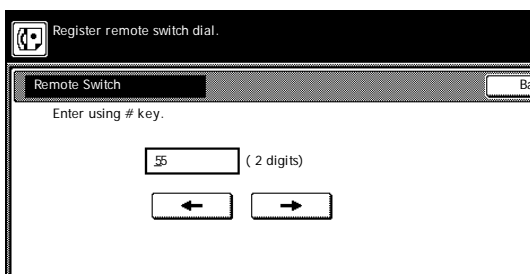 Register remote switch dial.
Remote Switch
Ba
Enter using # key.
55 ( 2 digits)